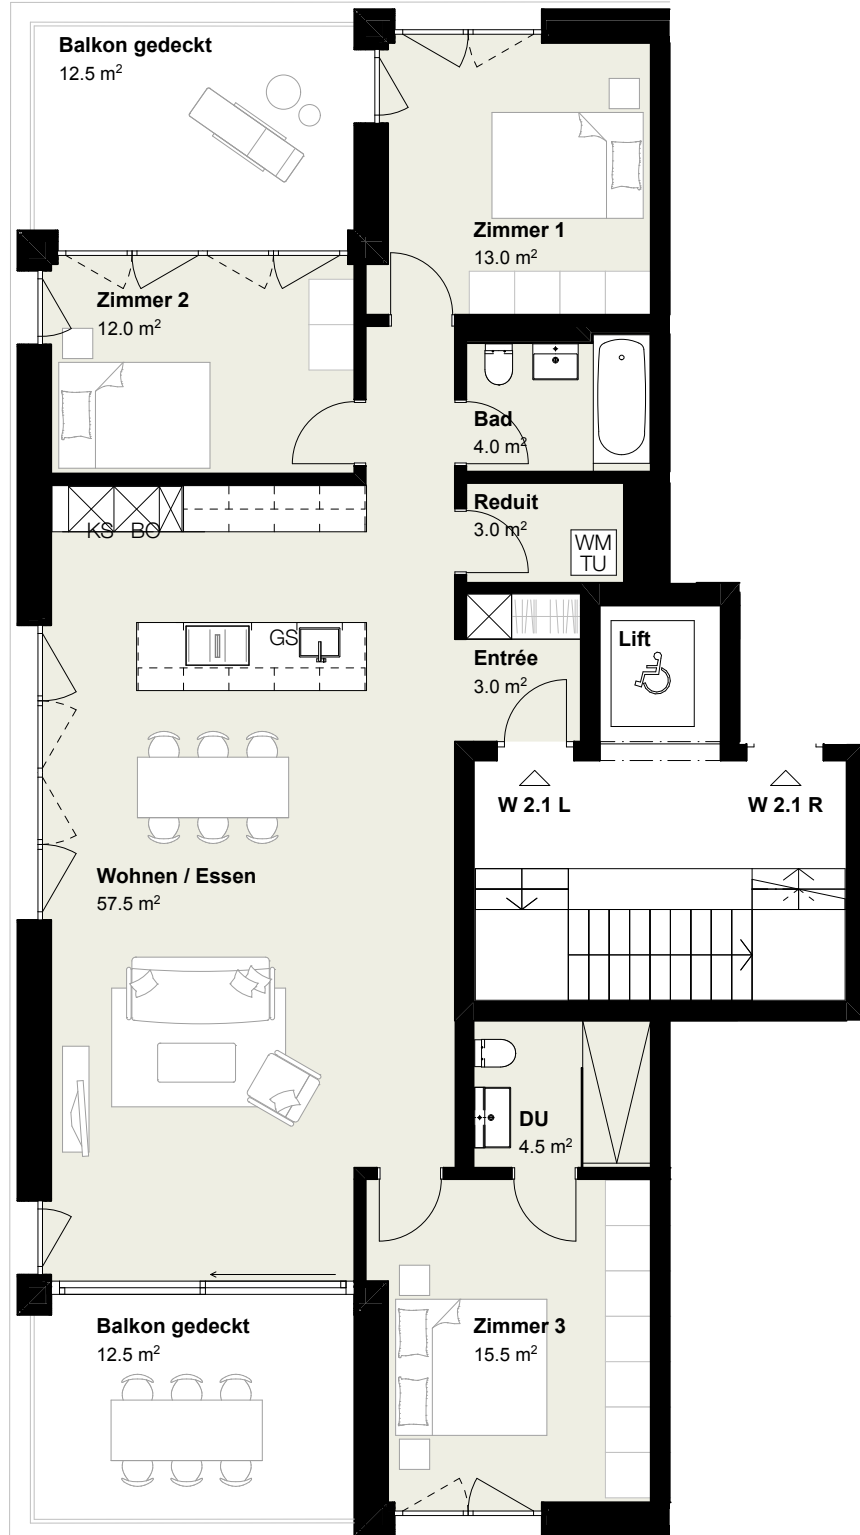 Balkon gedeckt
12.5 m²
Zimmer 1
13.0 m²
Zimmer 2
12.0 m²
Bad
4.0 m²
Reduit
3.0 m²
KS BO
WM
TU
GS
Lift
Entrée
3.0 m²
W 2.1 L
W 2.1 R
Wohnen / Essen
57.5 m²
DU
4.5 m²
Balkon gedeckt
12.5 m²
Zimmer 3
15.5 m²